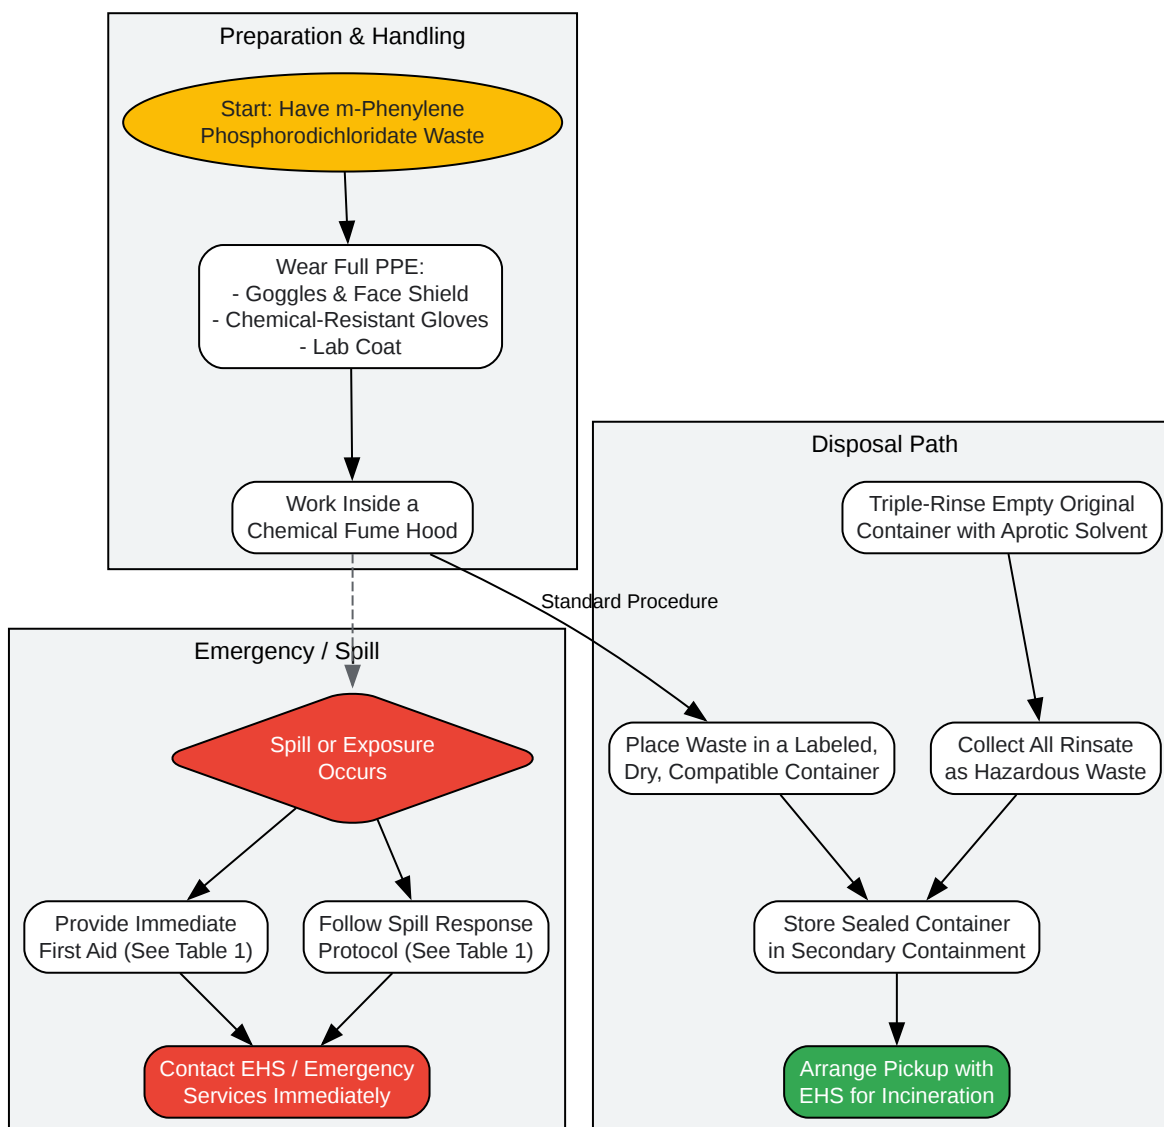 Preparation & Handling
Start: Have m-Phenylene
Phosphorodichloridate Waste
Wear Full PPE:
- Goggles & Face Shield
- Chemical-Resistant Gloves
- Lab Coat
Work Inside a
Chemical Fume Hood
Standard Procedure
Emergency / Spill
Spill or Exposure
Occurs
Provide Immediate
First Aid (See Table 1)
Follow Spill Response
Protocol (See Table 1)
Contact EHS / Emergency
Services Immediately
Disposal Path
Triple-Rinse Empty Original
Container with Aprotic Solvent
Place Waste in a Labeled,
Dry, Compatible Container
Collect All Rinsate
as Hazardous Waste
Store Sealed Container
in Secondary Containment
Arrange Pickup with
EHS for Incineration